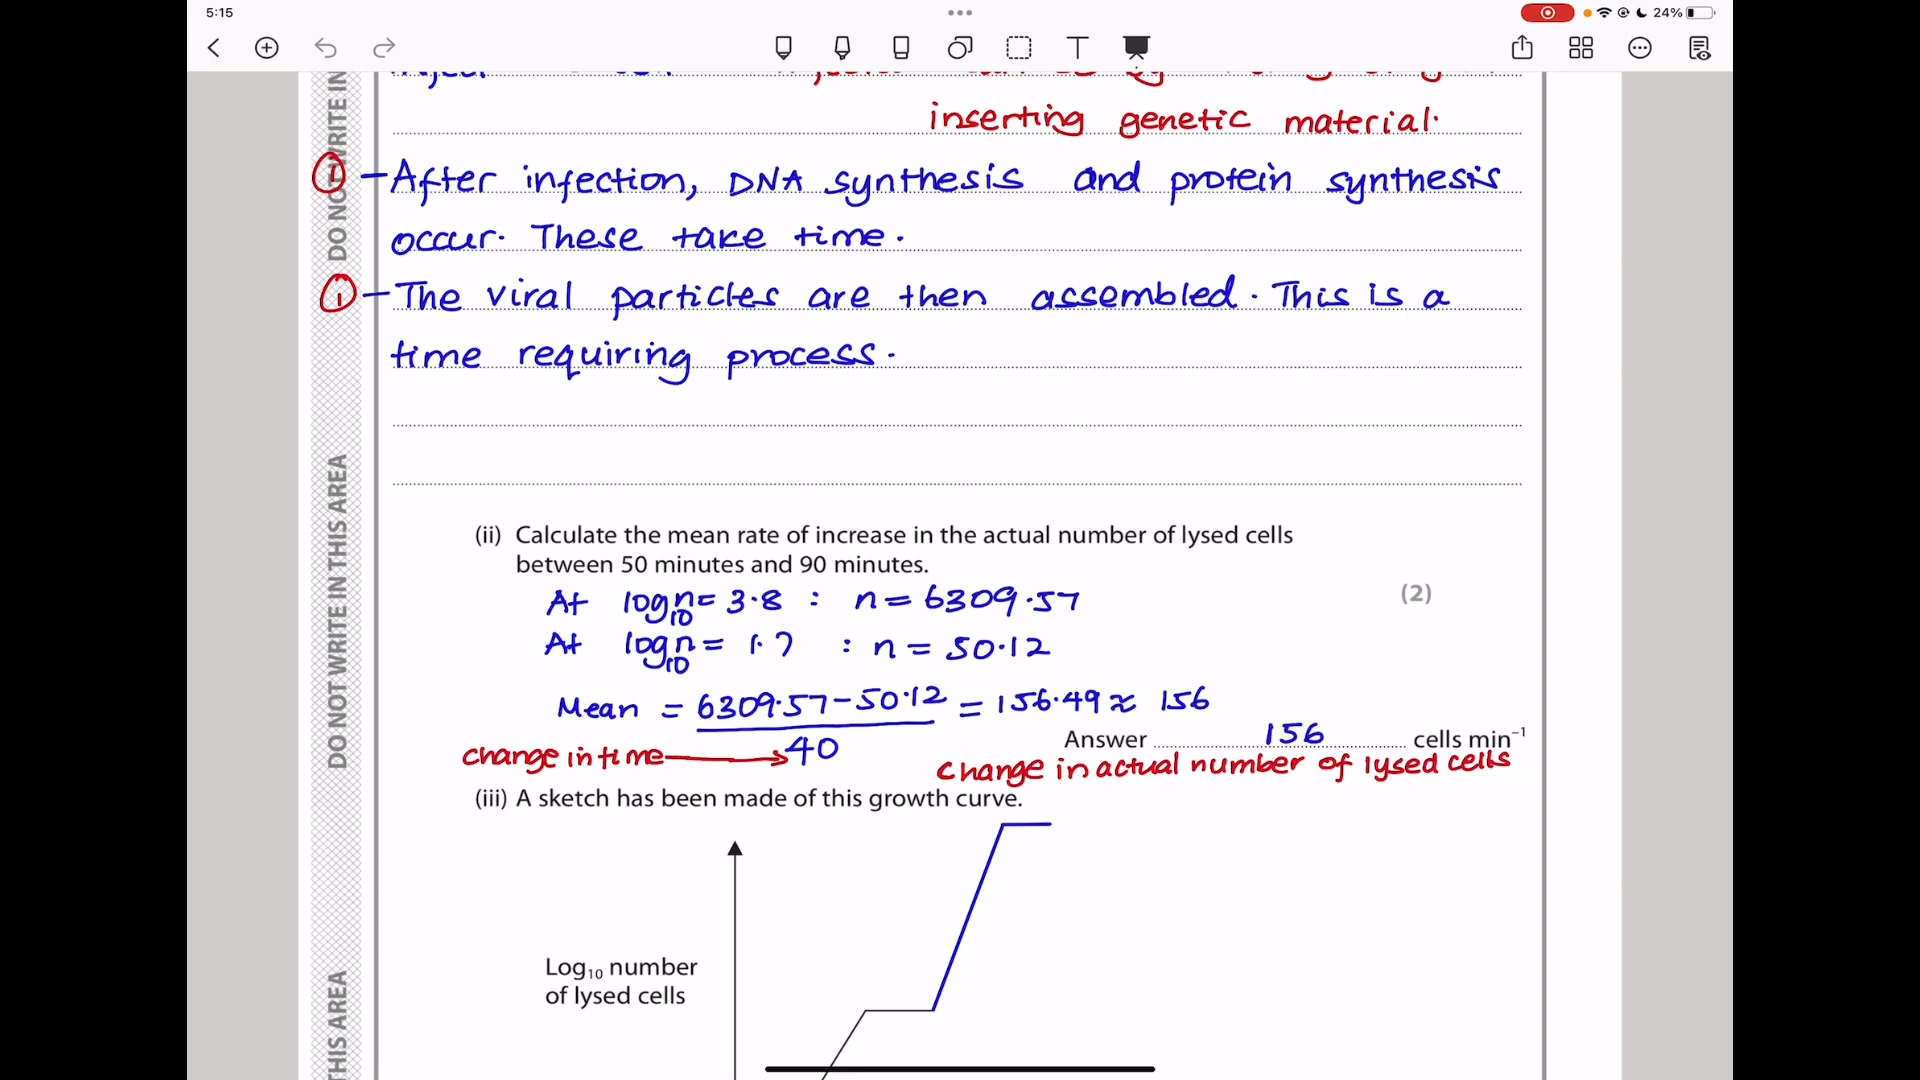 5:15
24%
inserting genetic material.
① – After infection, DNA synthesis and protein synthesis
occur. These take time.
① – The viral particles are then assembled. This is a
time requiring process.
(ii) Calculate the mean rate of increase in the actual number of lysed cells
between 50 minutes and 90 minutes.
(2)
At log₁₀n = 3.8 : n = 6309.57
At log₁₀n = 1.7 : n = 50.12
Mean = 6309.57 – 50.12 = 156.49 ≈ 156
40
Answer 156 cells min⁻¹
change in time
change in actual number of lysed cells
(iii) A sketch has been made of this growth curve.
Log₁₀ number
of lysed cells
DO NOT WRITE IN
DO NOT WRITE IN THIS AREA
THIS AREA